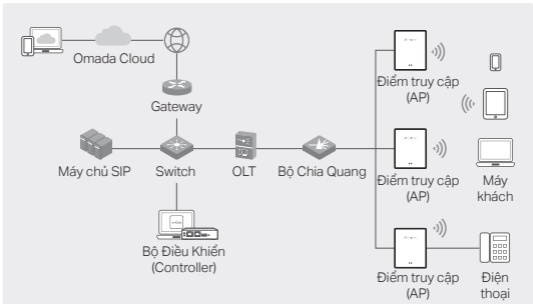 Omada Cloud
Gateway
Điểm truy cập
(AP)
Máy chủ SIP
Switch
OLT
Bộ Chia Quang
Điểm truy cập
(AP)
Máy
khách
Bộ Điều Khiển
(Controller)
Điểm truy cập
(AP)
Điện
thoại